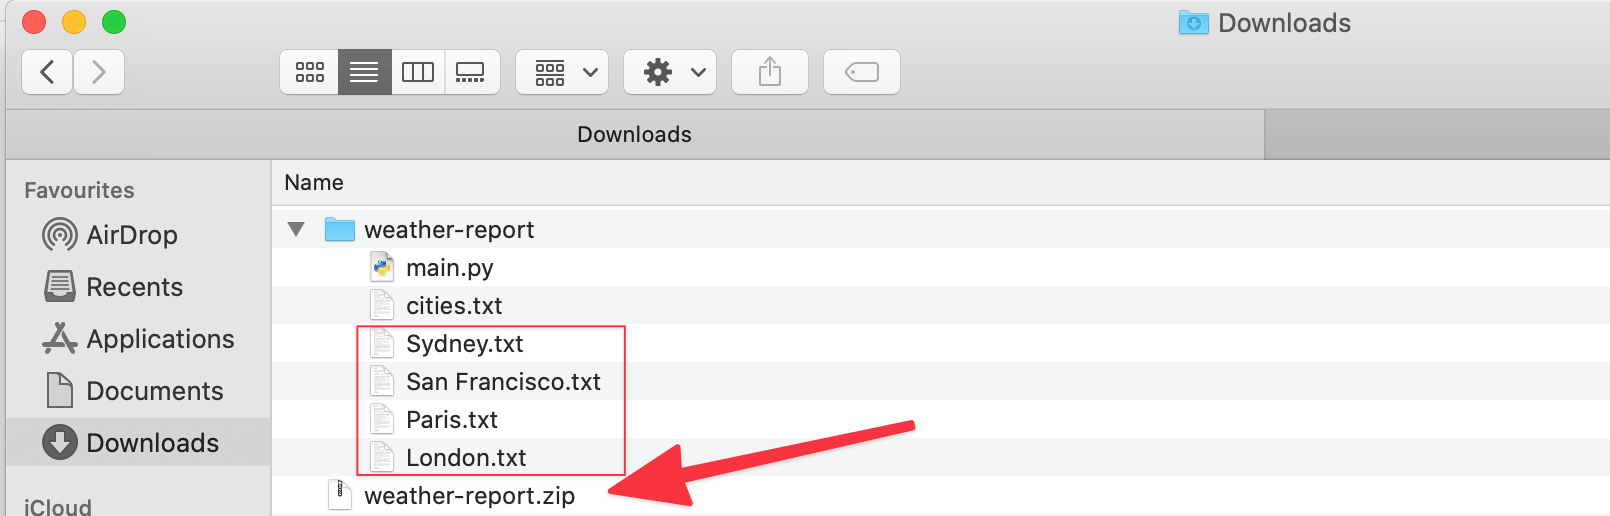 Downloads
Downloads
Favourites
AirDrop
Recents
Applications
Documents
Downloads
iCloud
Name
weather-report
main.py
cities.txt
Sydney.txt
San Francisco.txt
Paris.txt
London.txt
weather-report.zip